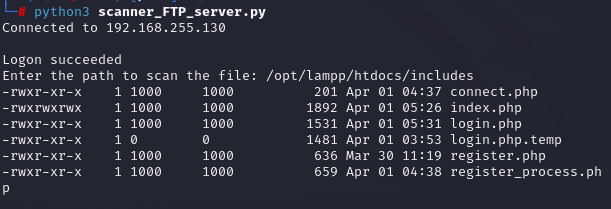 └─# python3 scanner_FTP_server.py
Connected to 192.168.255.130

Logon succeeded
Enter the path to scan the file: /opt/lampp/htdocs/includes
-rwxr-xr-x    1 1000     1000          201 Apr 01 04:37 connect.php
-rwxrwxrwx    1 1000     1000         1892 Apr 01 05:26 index.php
-rwxr-xr-x    1 1000     1000         1531 Apr 01 05:31 login.php
-rwxr-xr-x    1 0        0            1481 Apr 01 03:53 login.php.temp
-rwxr-xr-x    1 1000     1000          636 Mar 30 11:19 register.php
-rwxr-xr-x    1 1000     1000          659 Apr 01 04:38 register_process.ph
p